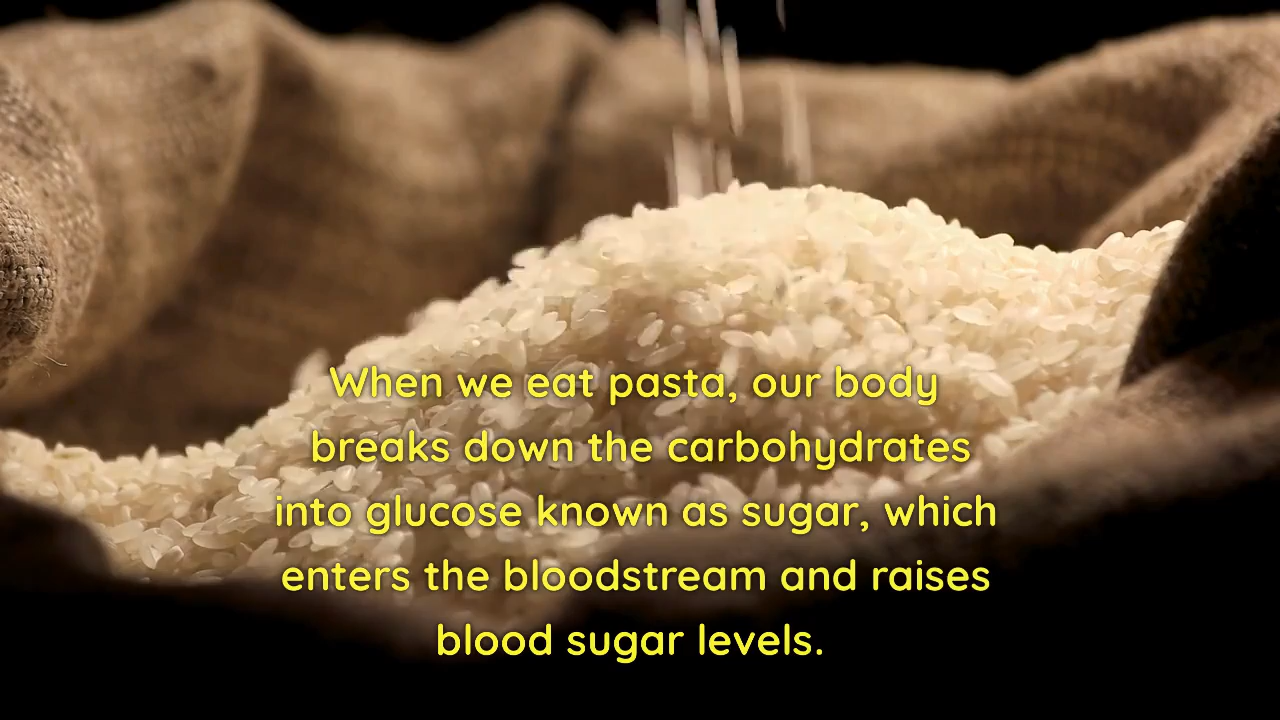 When we eat pasta, our body
breaks down the carbohydrates
into glucose known as sugar, which
enters the bloodstream and raises
blood sugar levels.